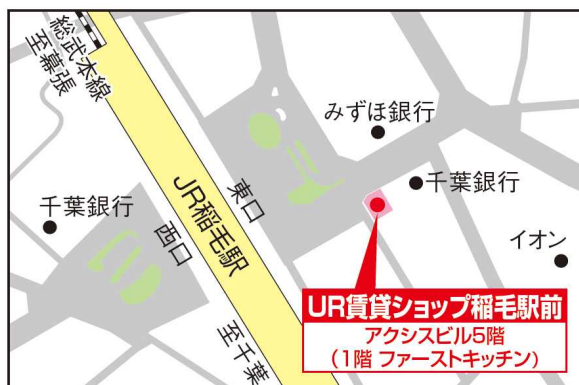 総武本線
至幕張
みずほ銀行
千葉銀行
千葉銀行
東口
JR稲毛駅
西口
イオン
至千葉
UR賃貸ショップ稲毛駅前
アクシスビル5階
(1階 ファーストキッチン)